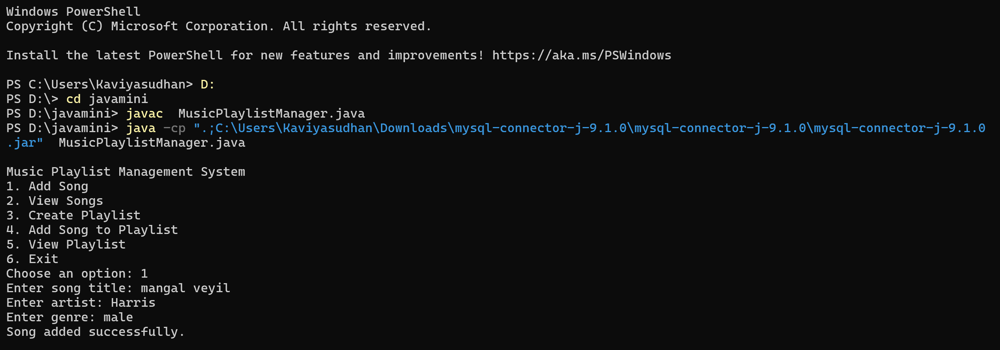 Windows PowerShell
Copyright (C) Microsoft Corporation. All rights reserved.
Install the latest PowerShell for new features and improvements! https://aka.ms/PSWindows
PS C:\Users\Kaviyasudhan> D:
PS D:\> cd javamini
PS D:\javamini> javac  MusicPlaylistManager.java
PS D:\javamini> java -cp ".;C:\Users\Kaviyasudhan\Downloads\mysql-connector-j-9.1.0\mysql-connector-j-9.1.0\mysql-connector-j-9.1.0
.jar"  MusicPlaylistManager.java
Music Playlist Management System
1. Add Song
2. View Songs
3. Create Playlist
4. Add Song to Playlist
5. View Playlist
6. Exit
Choose an option: 1
Enter song title: mangal veyil
Enter artist: Harris
Enter genre: male
Song added successfully.